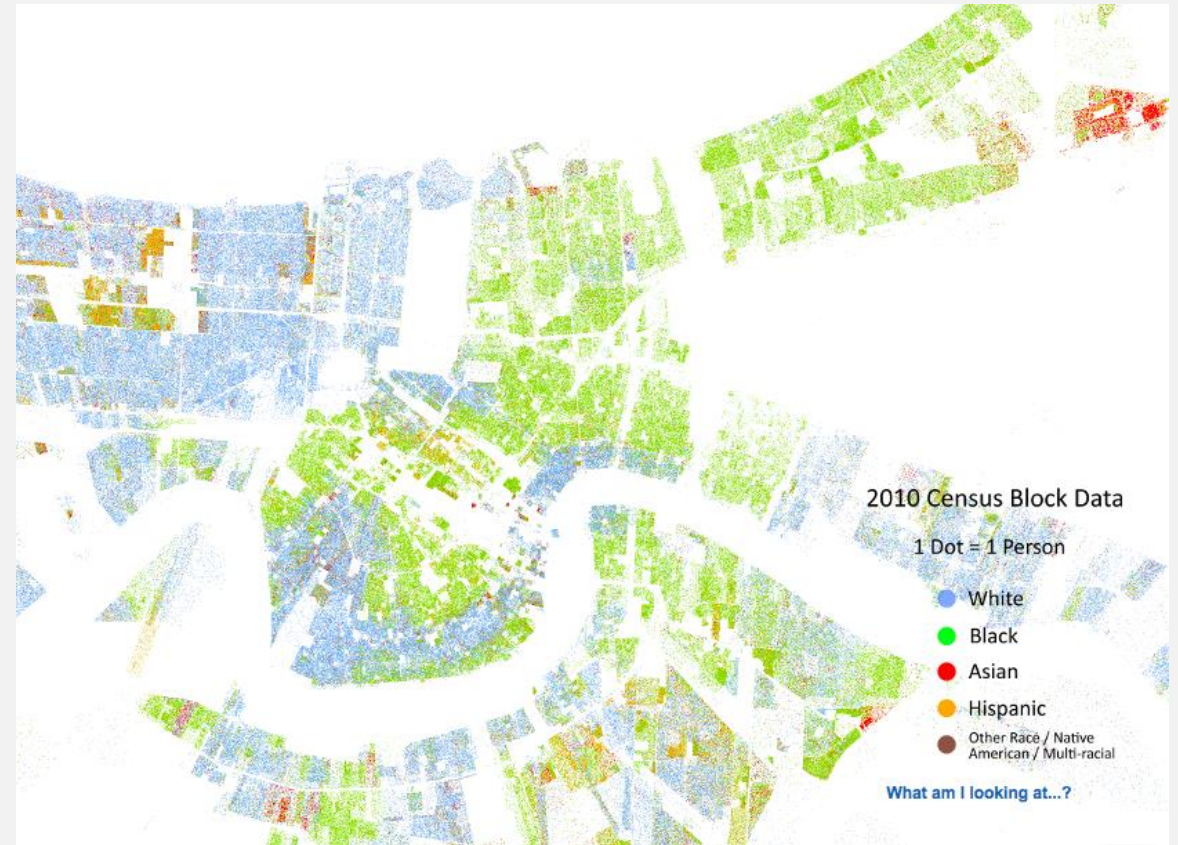 2010 Census Block Data
1 Dot = 1 Person
White
Black
Asian
Hispanic
Other Race / Native
American / Multi-racial
What am I looking at...?